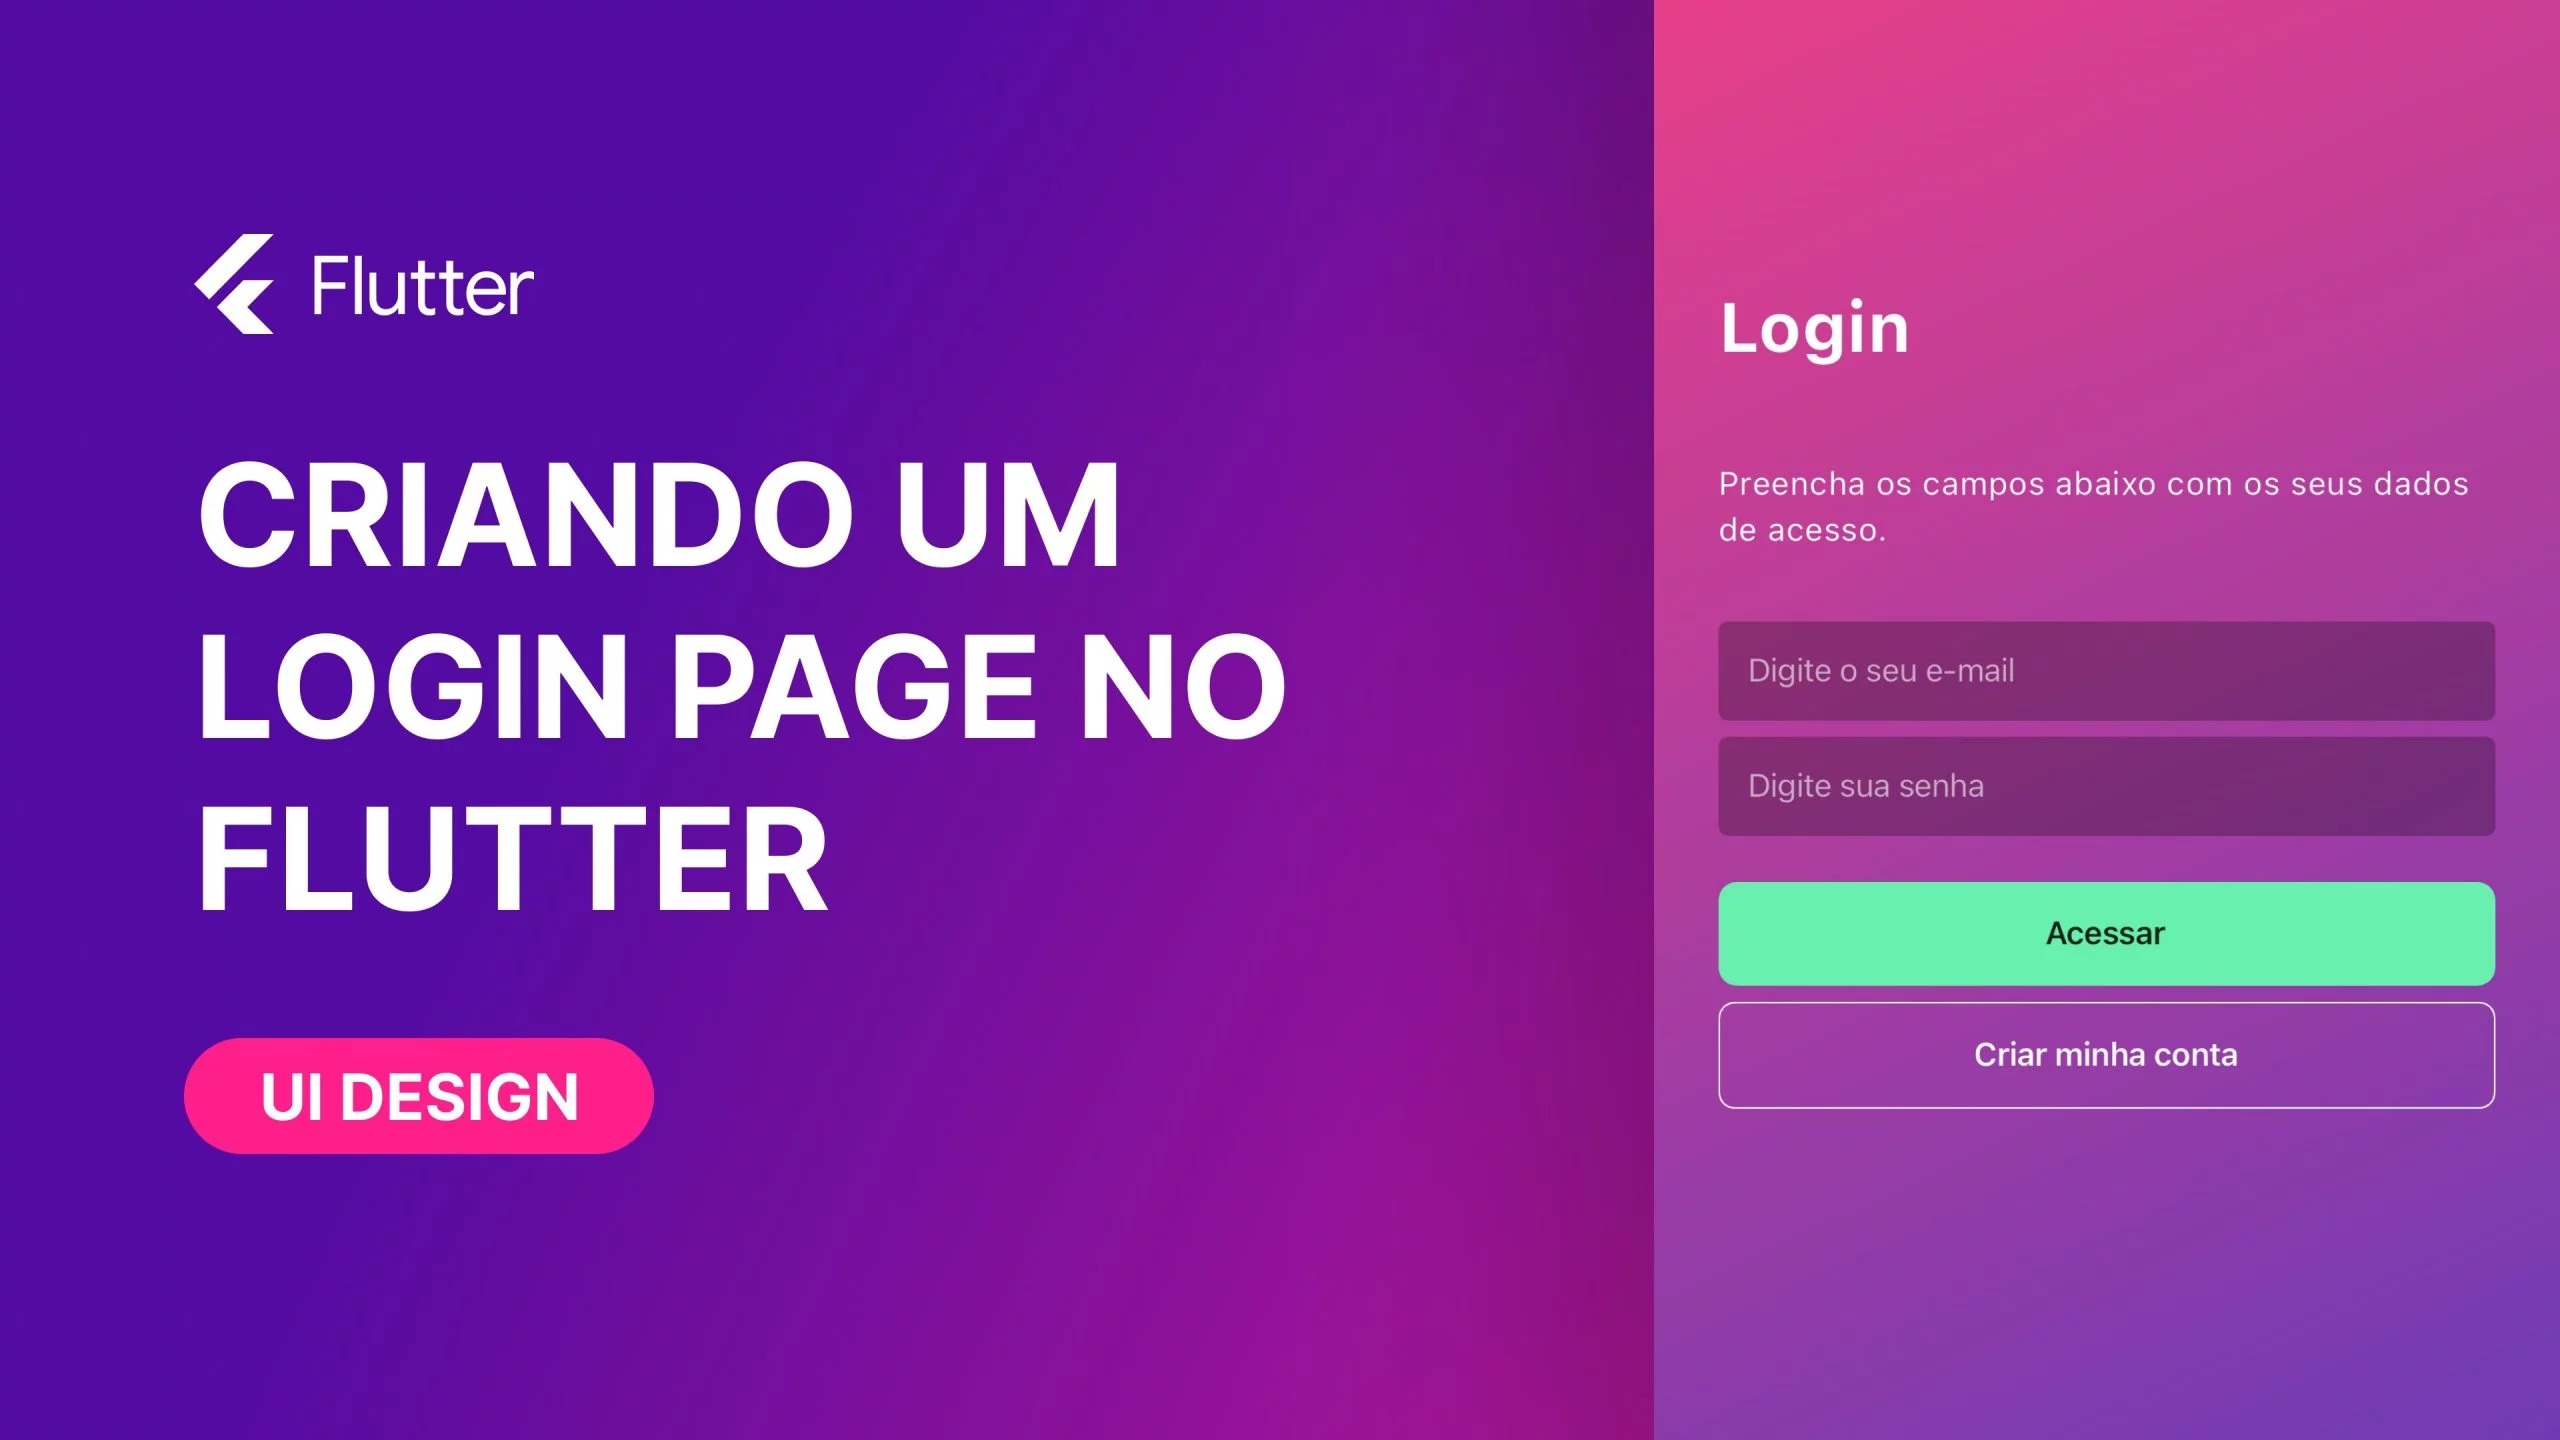 Flutter
CRIANDO UM
LOGIN PAGE NO
FLUTTER
UI DESIGN
Login
Preencha os campos abaixo com os seus dados
de acesso.
Digite o seu e-mail
Digite sua senha
Acessar
Criar minha conta